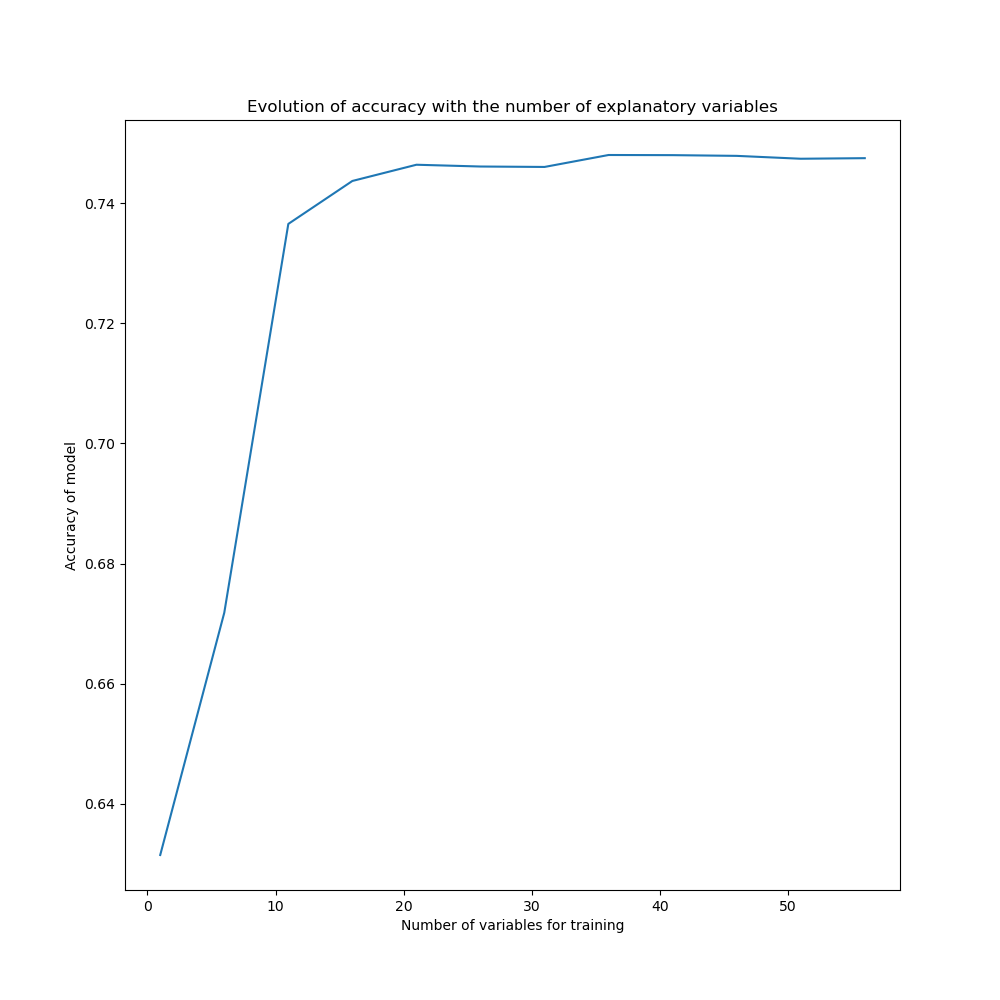 Evolution of accuracy with the number of explanatory variables
0.74
0.72
0.70
0.68
0.66
0.64
Accuracy of model
0 10 20 30 40 50
Number of variables for training